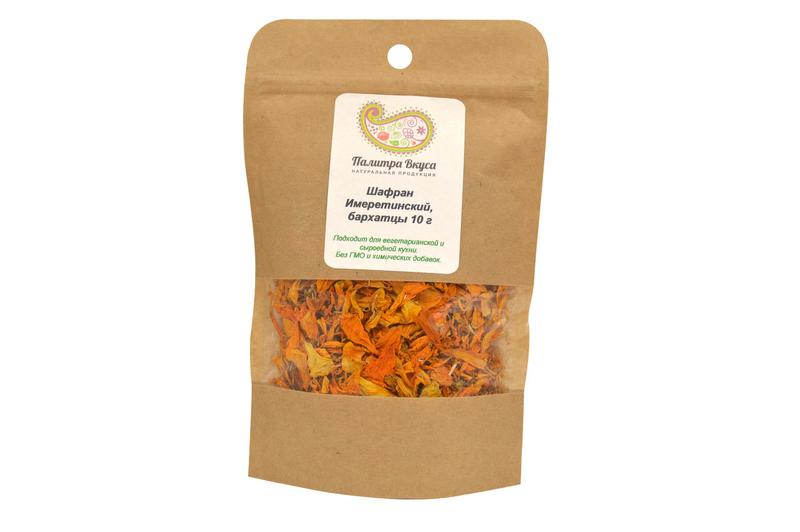 Палитра Вкуса
НАТУРАЛЬНАЯ ПРОДУКЦИЯ
Шафран
Имеретинский,
бархатцы 10 г
Подходит для вегетарианской и
сыроедной кухни.
Без ГМО и химических добавок.